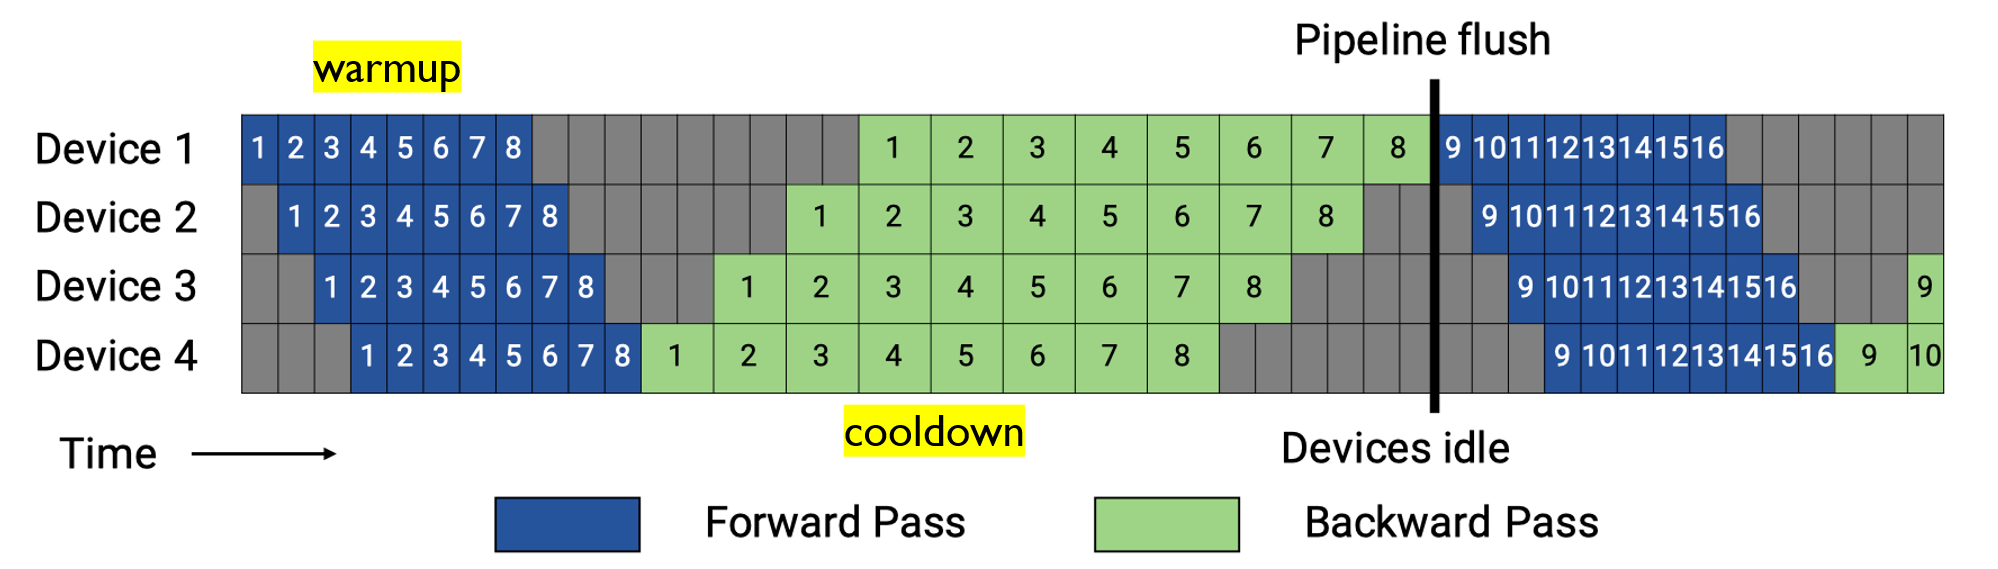 Pipeline flush
warmup
Device 1 1 2 3 4 5 6 7 8 1 2 3 4 5 6 7 8 9 10 11 12 13 14 15 16
Device 2 1 2 3 4 5 6 7 8 1 2 3 4 5 6 7 8 9 10 11 12 13 14 15 16
Device 3 1 2 3 4 5 6 7 8 1 2 3 4 5 6 7 8 9 10 11 12 13 14 15 16 9
Device 4 1 2 3 4 5 6 7 8 1 2 3 4 5 6 7 8 9 10 11 12 13 14 15 16 9 10
cooldown
Time
Devices idle
Forward Pass
Backward Pass